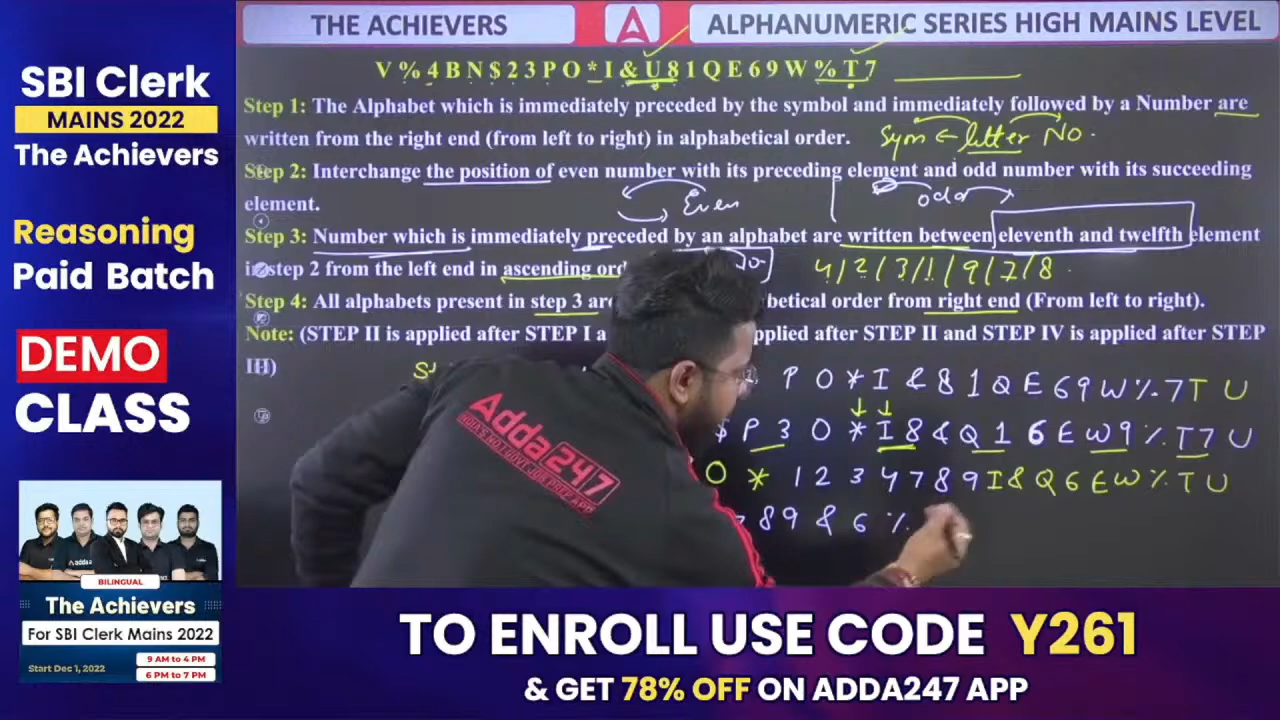 SBI Clerk
MAINS 2022
The Achievers
Reasoning
Paid Batch
DEMO
CLASS
BILINGUAL
The Achievers
For SBI Clerk Mains 2022
Start Dec 1, 2022
9 AM to 4 PM
6 PM to 7 PM
THE ACHIEVERS
ALPHANUMERIC SERIES HIGH MAINS LEVEL
V % 4 B N $ 2 3 P O * I & U 8 1 Q E 6 9 W % T 7
Step 1: The Alphabet which is immediately preceded by the symbol and immediately followed by a Number are
written from the right end (from left to right) in alphabetical order.
Sym ← litter No.
Step 2: Interchange the position of even number with its preceding element and odd number with its succeeding
element.
Even
odd
Step 3: Number which is immediately preceded by an alphabet are written between eleventh and twelfth element
in step 2 from the left end in ascending
4/2/3/1/9/7/8.
Step 4: All alphabets present in step 3
betical order from right end (From left to right).
Note: (STEP II is applied after STEP I
pplied after STEP II and STEP IV is applied after STEP
III)
P O * I & 8 1 Q E 6 9 W % 7 T U
$ P 3 O * I 8 & Q 1 6 E W 9 % T 7 U
O * 1 2 3 4 7 8 9 I & Q 6 E W % T U
8 9 & 6 %
Adda247
INDIA'S NO.1 GOVT. JOB PREP APP
TO ENROLL USE CODE Y261
& GET 78% OFF ON ADDA247 APP